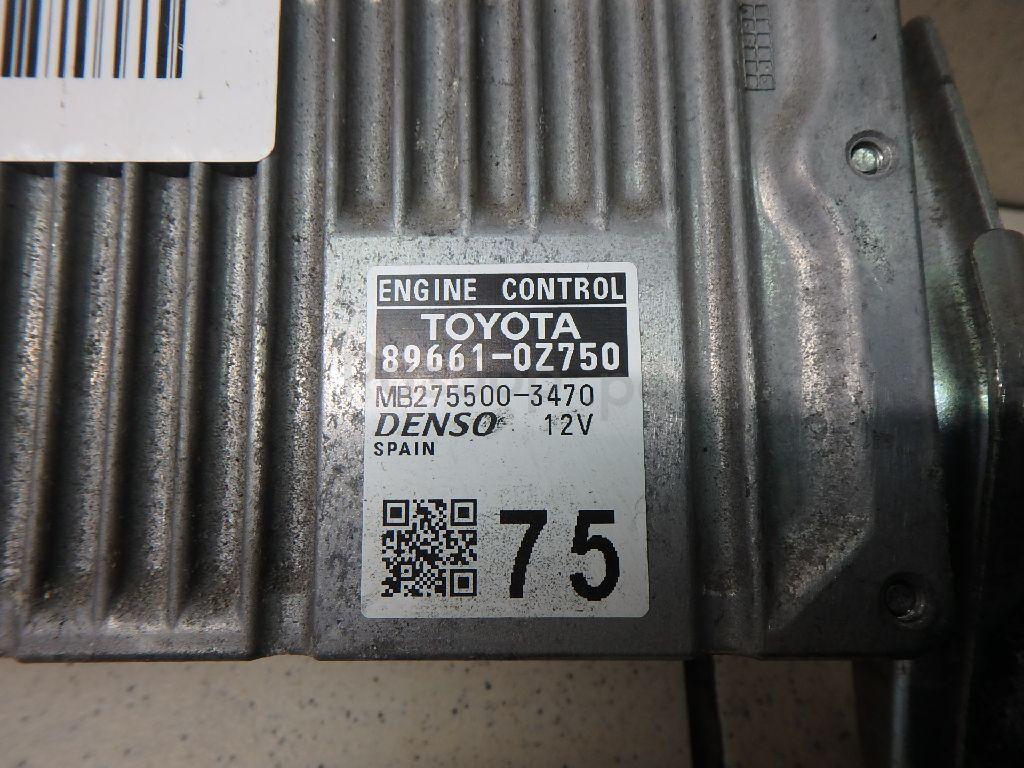 ENGINE CONTROL
TOYOTA
89661-0Z750
MB275500-3470
DENSO 12V
SPAIN
75